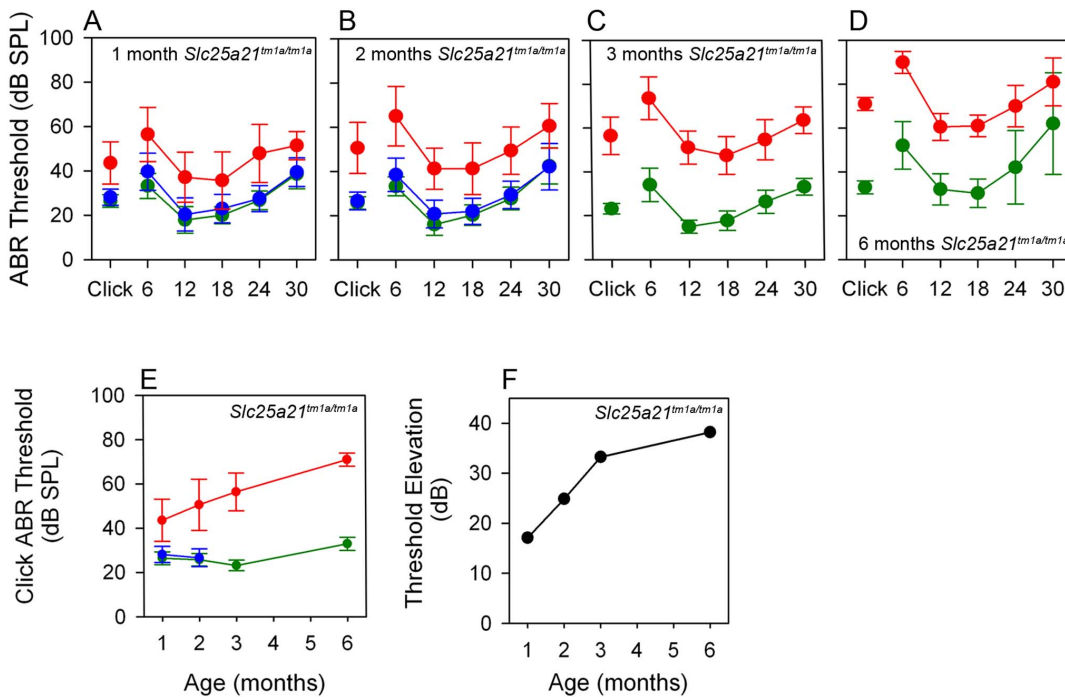 A
B
C
D
1 month Slc25a21tm1a/tm1a
2 months Slc25a21tm1a/tm1a
3 months Slc25a21tm1a/tm1a
6 months Slc25a21tm1a/tm1a
ABR Threshold (dB SPL)
100
80
60
40
20
0
Click 6 12 18 24 30
Click 6 12 18 24 30
Click 6 12 18 24 30
Click 6 12 18 24 30
E
Slc25a21tm1a/tm1a
Click ABR Threshold
(dB SPL)
100
80
60
40
20
0
1 2 3 4 5 6
Age (months)
F
Slc25a21tm1a/tm1a
Threshold Elevation
(dB)
40
30
20
10
0
1 2 3 4 5 6
Age (months)